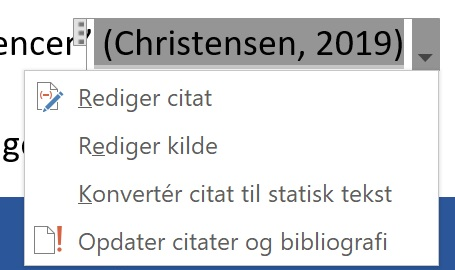 encer” (Christensen, 2019)
Rediger citat
Rediger kilde
Konvertér citat til statisk tekst
Opdater citater og bibliografi